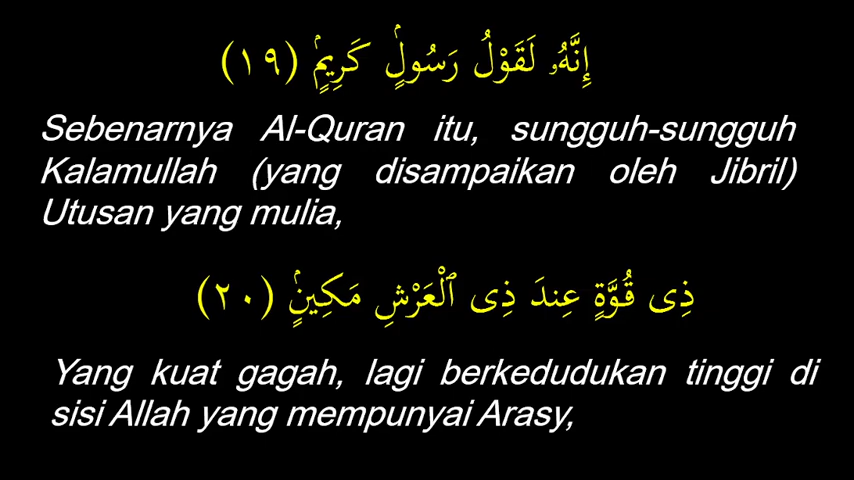 إِنَّهُۥ لَقَوْلُ رَسُولٍۢ كَرِيمٍۢ (١٩)
Sebenarnya Al-Quran itu, sungguh-sungguh
Kalamullah (yang disampaikan oleh Jibril)
Utusan yang mulia,
ذِى قُوَّةٍ عِندَ ذِى ٱلْعَرْشِ مَكِينٍۢ (٢٠)
Yang kuat gagah, lagi berkedudukan tinggi di
sisi Allah yang mempunyai Arasy,